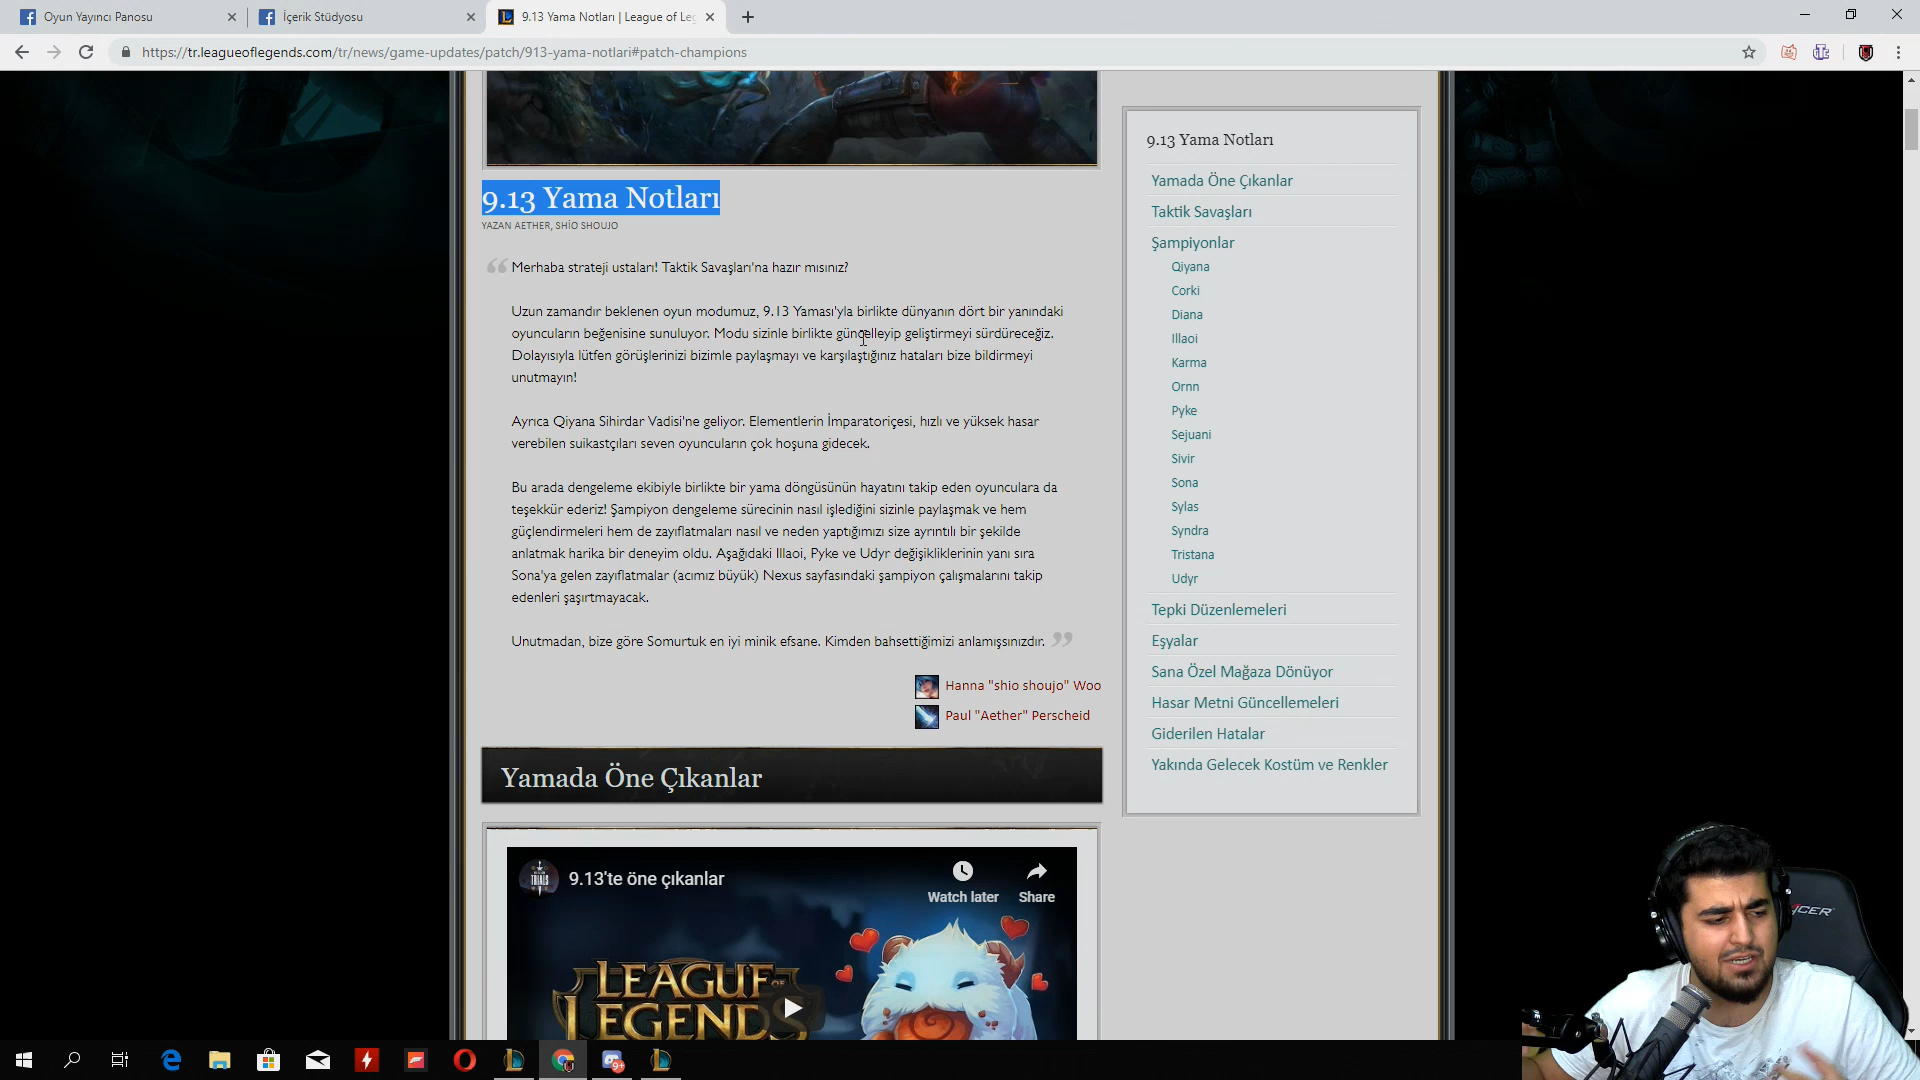 Oyun Yayıncı Panosu
İçerik Stüdyosu
9.13 Yama Notları | League of Leg
https://tr.leagueoflegends.com/tr/news/game-updates/patch/913-yama-notlari#patch-champions
9.13 Yama Notları
YAZAN AETHER, SHİO SHOUJO
Merhaba strateji ustaları! Taktik Savaşları'na hazır mısınız?
Uzun zamandır beklenen oyun modumuz, 9.13 Yaması'yla birlikte dünyanın dört bir yanındaki
oyuncuların beğenisine sunuluyor. Modu sizinle birlikte güncelleyip geliştirmeyi sürdüreceğiz.
Dolayısıyla lütfen görüşlerinizi bizimle paylaşmayı ve karşılaştığınız hataları bize bildirmeyi
unutmayın!
Ayrıca Qiyana Sihirdar Vadisi'ne geliyor. Elementlerin İmparatoriçesi, hızlı ve yüksek hasar
verebilen suikastçıları seven oyuncuların çok hoşuna gidecek.
Bu arada dengeleme ekibiyle birlikte bir yama döngüsünün hayatını takip eden oyunculara da
teşekkür ederiz! Şampiyon dengeleme sürecinin nasıl işlediğini sizinle paylaşmak ve hem
güçlendirmeleri hem de zayıflatmaları nasıl ve neden yaptığımızı size ayrıntılı bir şekilde
anlatmak harika bir deneyim oldu. Aşağıdaki Illaoi, Pyke ve Udyr değişikliklerinin yanı sıra
Sona'ya gelen zayıflatmalar (acımız büyük) Nexus sayfasındaki şampiyon çalışmalarını takip
edenleri şaşırtmayacak.
Unutmadan, bize göre Somurtuk en iyi minik efsane. Kimden bahsettiğimizi anlamışsınızdır.
Hanna "shio shoujo" Woo
Paul "Aether" Perscheid
Yamada Öne Çıkanlar
9.13'te öne çıkanlar
Watch later
Share
LEAGUE OF
LEGENDS
9.13 Yama Notları
Yamada Öne Çıkanlar
Taktik Savaşları
Şampiyonlar
Qiyana
Corki
Diana
Illaoi
Karma
Ornn
Pyke
Sejuani
Sivir
Sona
Sylas
Syndra
Tristana
Udyr
Tepki Düzenlemeleri
Eşyalar
Sana Özel Mağaza Dönüyor
Hasar Metni Güncellemeleri
Giderilen Hatalar
Yakında Gelecek Kostüm ve Renkler
9+